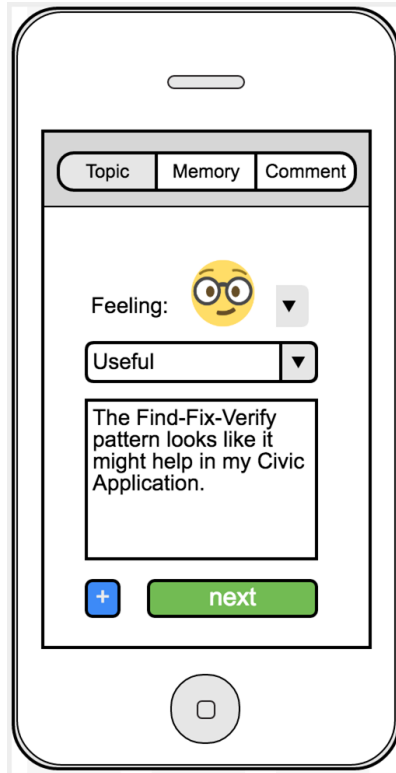 Topic Memory Comment
Feeling:
Useful
The Find-Fix-Verify
pattern looks like it
might help in my Civic
Application.
+ next